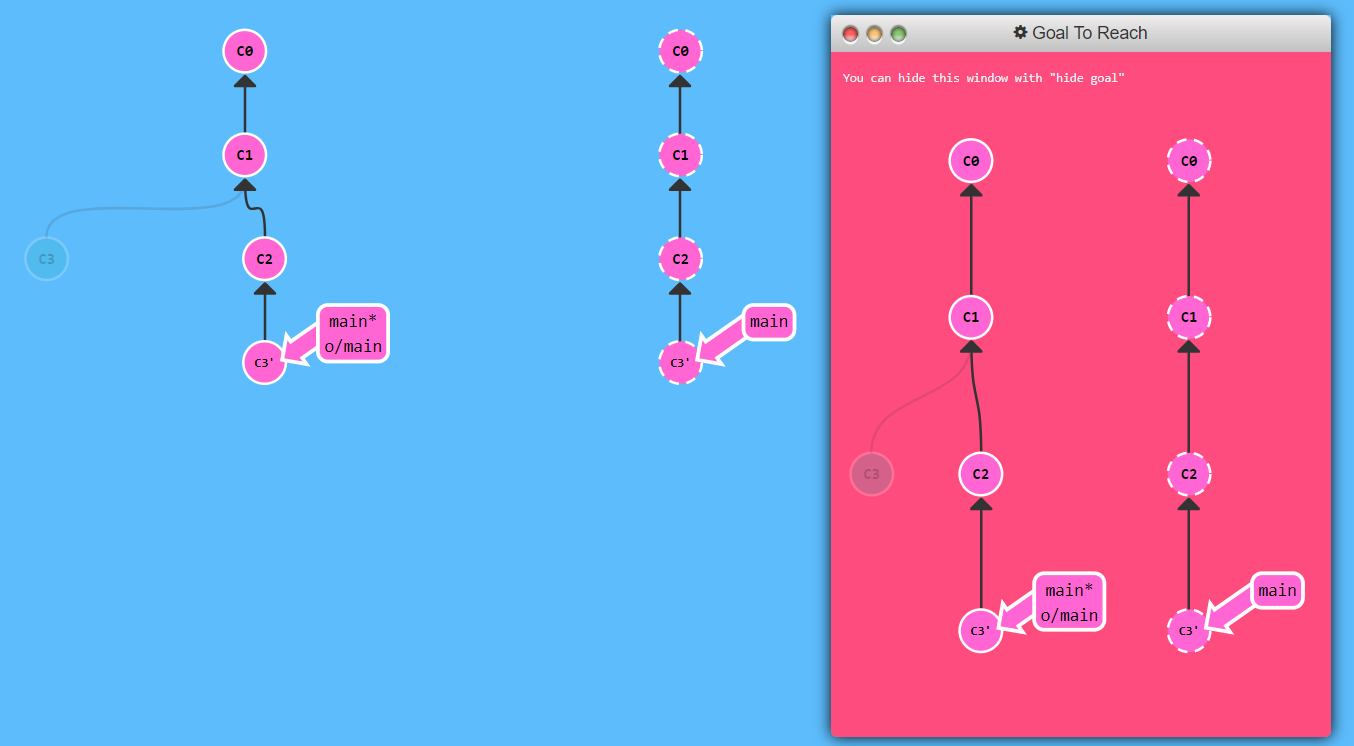 C0
C1
C3
C2
main*
o/main
C3'
C0
C1
C2
main
C3'
Goal To Reach
You can hide this window with "hide goal"
C0
C1
C3
C2
main*
o/main
C3'
C0
C1
C2
main
C3'